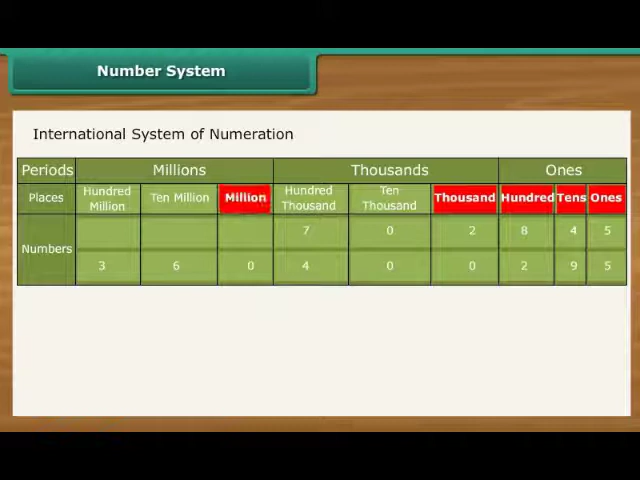 Number System
International System of Numeration
Periods Millions Thousands Ones
Places Hundred Million Ten Million Million Hundred Thousand Ten Thousand Thousand Hundred Tens Ones
Numbers
7 0 2 8 4 5
3 6 0 4 0 0 2 9 5